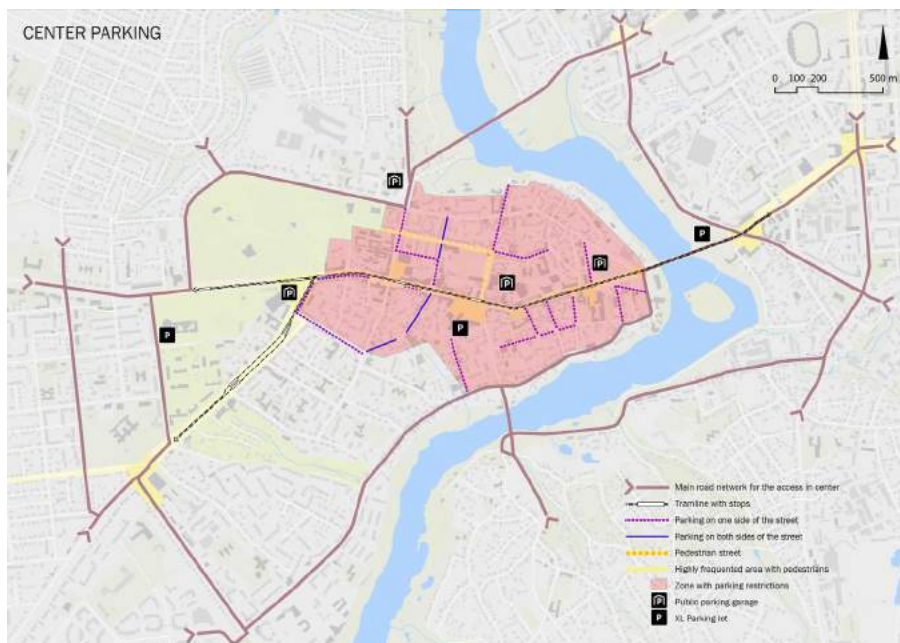 CENTER PARKING
0 100 200 500 m
P
P
P
P
P
P
P
Main road network for the access in center
Tramline with stops
Parking on one side of the street
Parking on both sides of the street
Pedestrian street
Highly frequented area with pedestrians
Zone with parking restrictions
P Public parking garage
P XL Parking lot